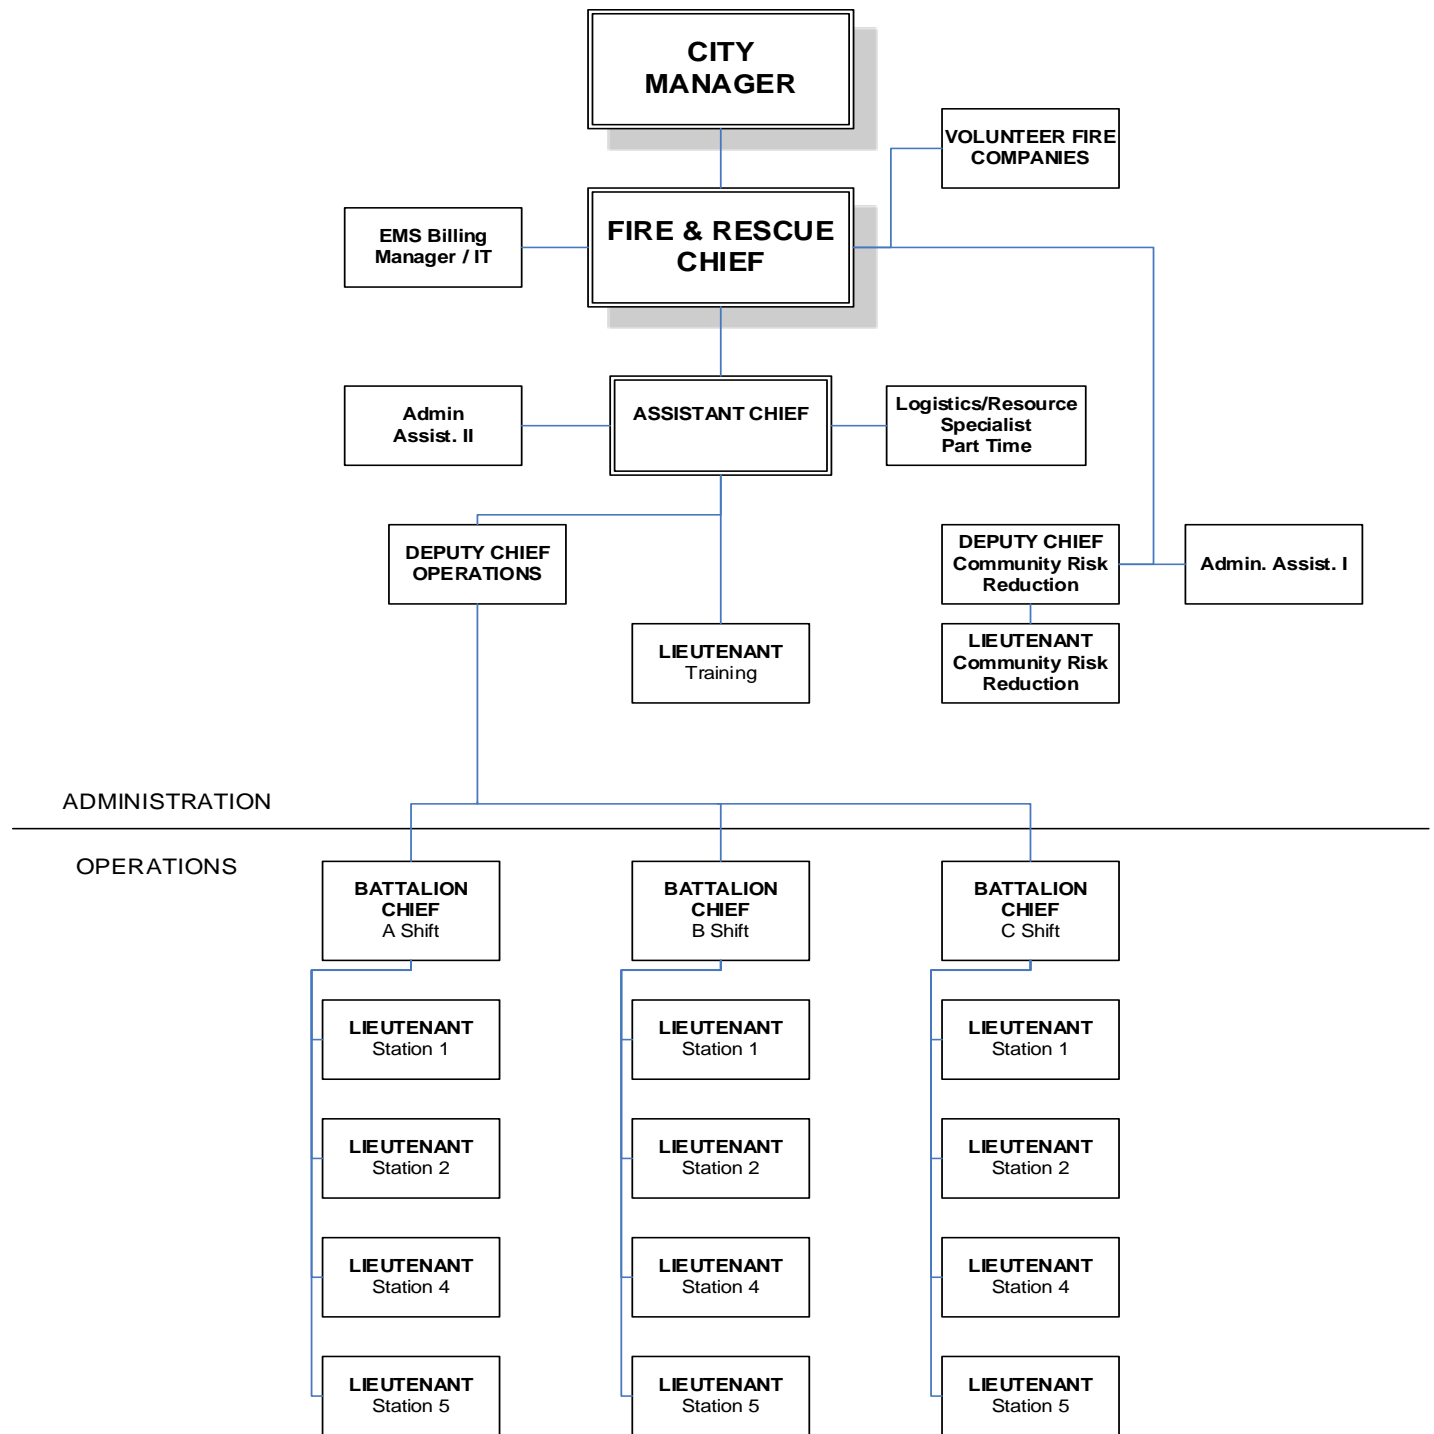 CITY
MANAGER
VOLUNTEER FIRE
COMPANIES
EMS Billing
Manager / IT
FIRE & RESCUE
CHIEF
Admin
Assist. II
ASSISTANT CHIEF
Logistics/Resource
Specialist
Part Time
DEPUTY CHIEF
OPERATIONS
DEPUTY CHIEF
Community Risk
Reduction
Admin. Assist. I
LIEUTENANT
Training
LIEUTENANT
Community Risk
Reduction
ADMINISTRATION
OPERATIONS
BATTALION
CHIEF
A Shift
BATTALION
CHIEF
B Shift
BATTALION
CHIEF
C Shift
LIEUTENANT
Station 1
LIEUTENANT
Station 1
LIEUTENANT
Station 1
LIEUTENANT
Station 2
LIEUTENANT
Station 2
LIEUTENANT
Station 2
LIEUTENANT
Station 4
LIEUTENANT
Station 4
LIEUTENANT
Station 4
LIEUTENANT
Station 5
LIEUTENANT
Station 5
LIEUTENANT
Station 5